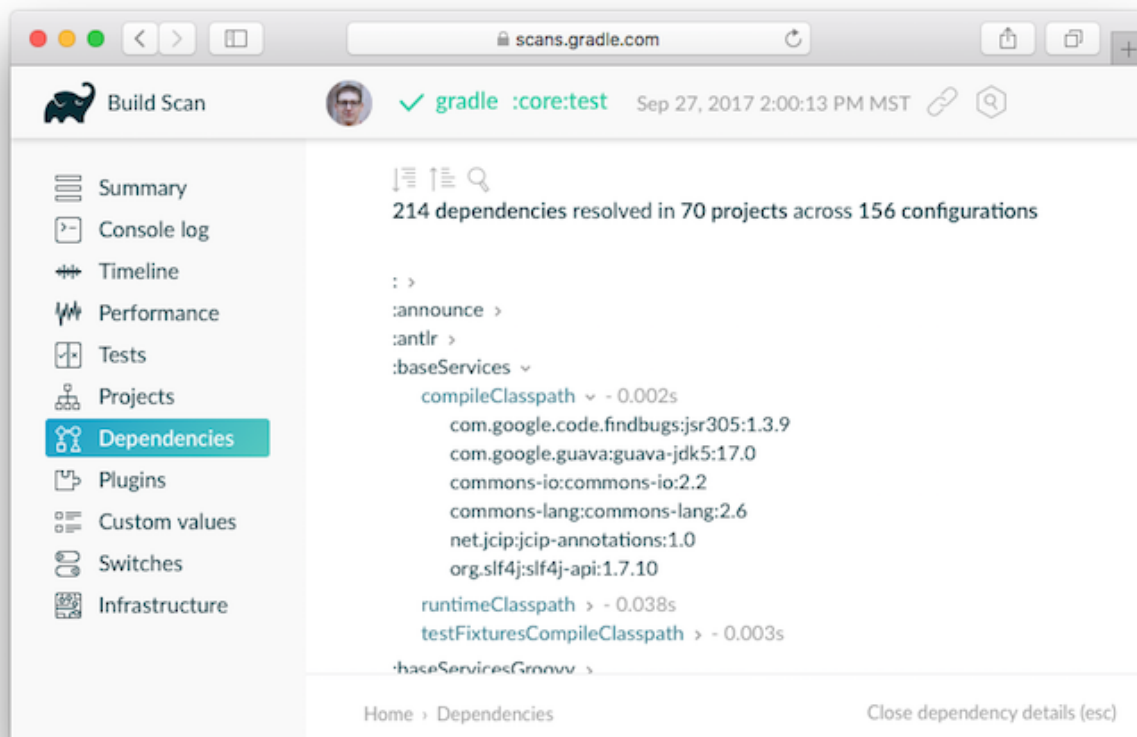 scans.gradle.com
Build Scan
gradle :core:test Sep 27, 2017 2:00:13 PM MST
Summary
Console log
Timeline
Performance
Tests
Projects
Dependencies
Plugins
Custom values
Switches
Infrastructure
214 dependencies resolved in 70 projects across 156 configurations
: >
:announce >
:antlr >
:baseServices
compileClasspath - 0.002s
com.google.code.findbugs:jsr305:1.3.9
com.google.guava:guava-jdk5:17.0
commons-io:commons-io:2.2
commons-lang:commons-lang:2.6
net.jcip:jcip-annotations:1.0
org.slf4j:slf4j-api:1.7.10
runtimeClasspath > - 0.038s
testFixturesCompileClasspath > - 0.003s
:baseServicesGroovy >
Home > Dependencies
Close dependency details (esc)